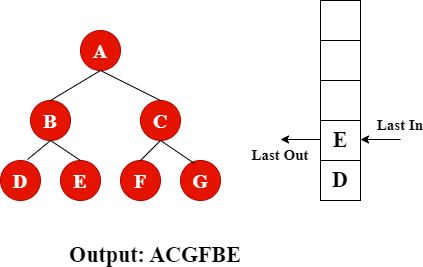 A
B C
D E F G
E
D
Last In
Last Out
Output: ACGFBE